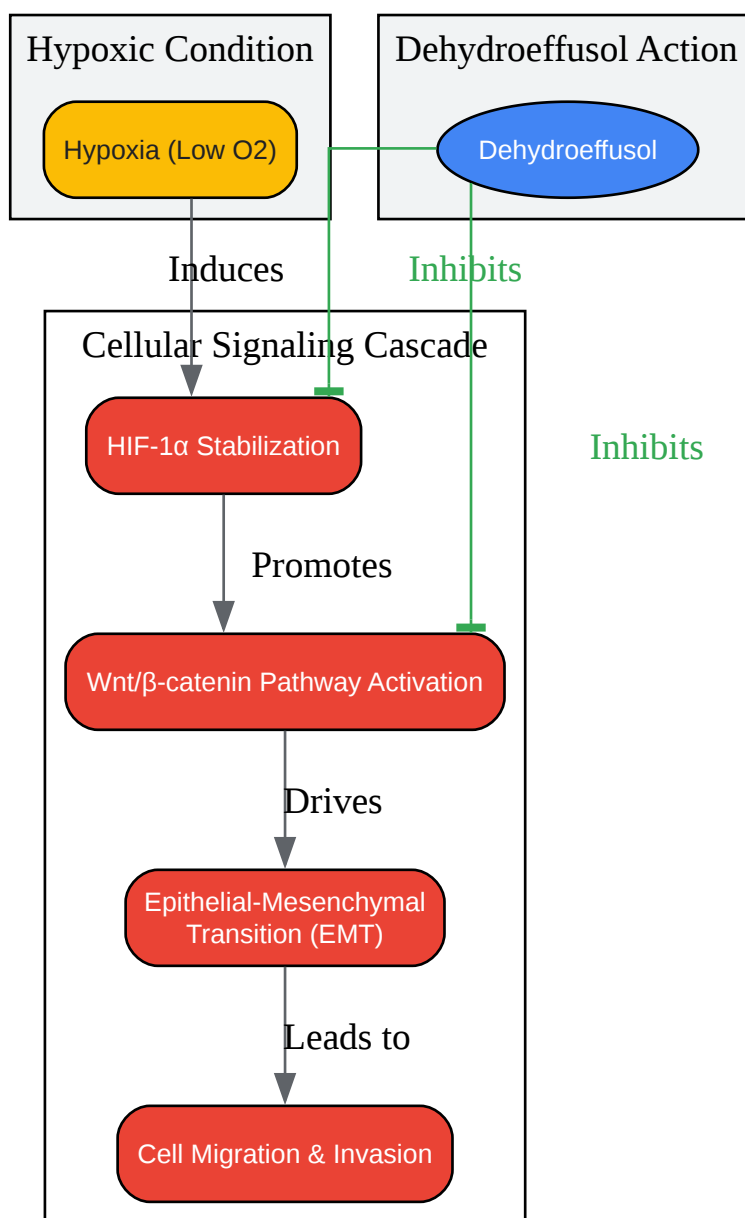 Hypoxic Condition
Dehydroeffusol Action
Hypoxia (Low O2)
Dehydroeffusol
Induces
Inhibits
Cellular Signaling Cascade
HIF-1α Stabilization
Inhibits
Promotes
Wnt/β-catenin Pathway Activation
Drives
Epithelial-Mesenchymal
Transition (EMT)
Leads to
Cell Migration & Invasion